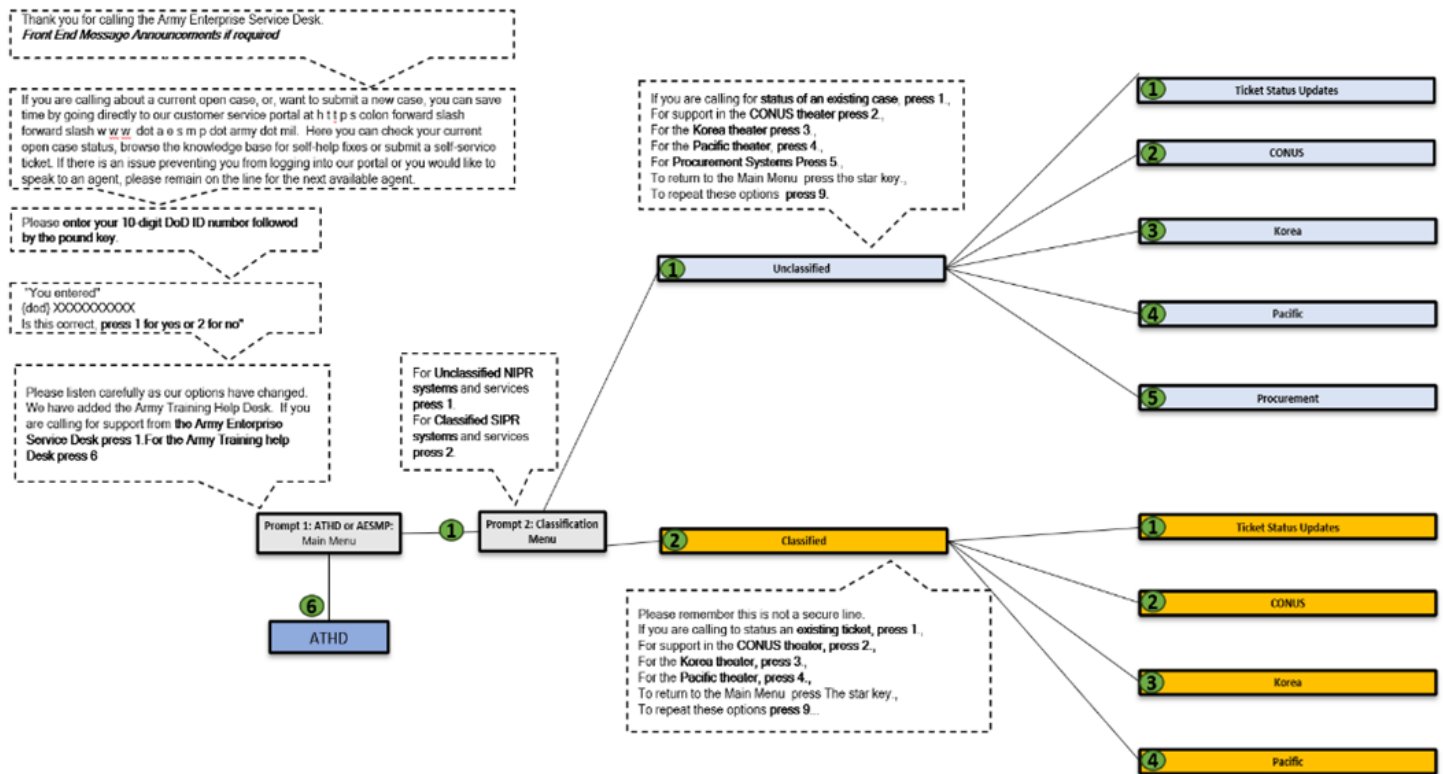 Thank you for calling the Army Enterprise Service Desk.
Front End Message Announcements if required
If you are calling about a current open case, or, want to submit a new case, you can save
time by going directly to our customer service portal at h t t p s colon forward slash
forward slash w w w dot a e s m p dot army dot mil. Here you can check your current
open case status, browse the knowledge base for self-help fixes or submit a self-service
ticket. If there is an issue preventing you from logging into our portal or you would like to
speak to an agent, please remain on the line for the next available agent.
Please enter your 10-digit DoD ID number followed
by the pound key.
"You entered"
{dod} XXXXXXXXXX
Is this correct, press 1 for yes or 2 for no"
Please listen carefully as our options have changed.
We have added the Army Training Help Desk. If you
are calling for support from the Army Enterprise
Service Desk press 1.For the Army Training help
Desk press 6
Prompt 1: ATHD or AESMP:
Main Menu
6
ATHD
1
For Unclassified NIPR
systems and services
press 1.
For Classified SIPR
systems and services
press 2.
Prompt 2: Classification
Menu
If you are calling for status of an existing case, press 1.,
For support in the CONUS theater press 2.,
For the Korea theater press 3.,
For the Pacific theater, press 4.,
For Procurement Systems Press 5.,
To return to the Main Menu press the star key.,
To repeat these options press 9.
1 Unclassified
1 Ticket Status Updates
2 CONUS
3 Korea
4 Pacific
5 Procurement
2 Classified
Please remember this is not a secure line.
If you are calling to status an existing ticket, press 1.,
For support in the CONUS theater, press 2.,
For the Korea theater, press 3.,
For the Pacific theater, press 4.,
To return to the Main Menu press The star key.,
To repeat these options press 9...
1 Ticket Status Updates
2 CONUS
3 Korea
4 Pacific